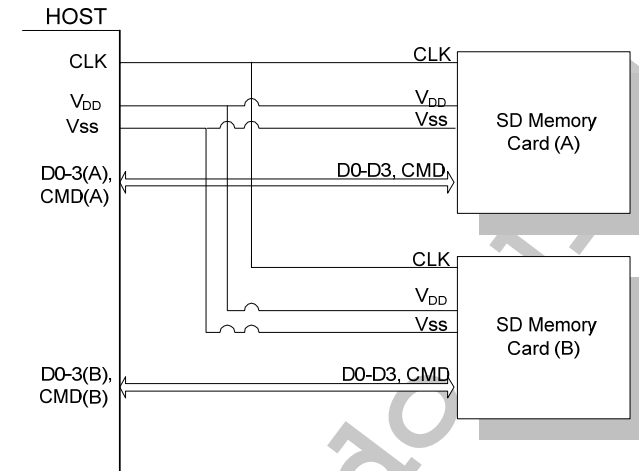 HOST
CLK
VDD
Vss
D0-3(A),
CMD(A)
CLK
VDD
Vss
D0-D3, CMD
SD Memory
Card (A)
CLK
VDD
Vss
D0-D3, CMD
SD Memory
Card (B)
D0-3(B),
CMD(B)